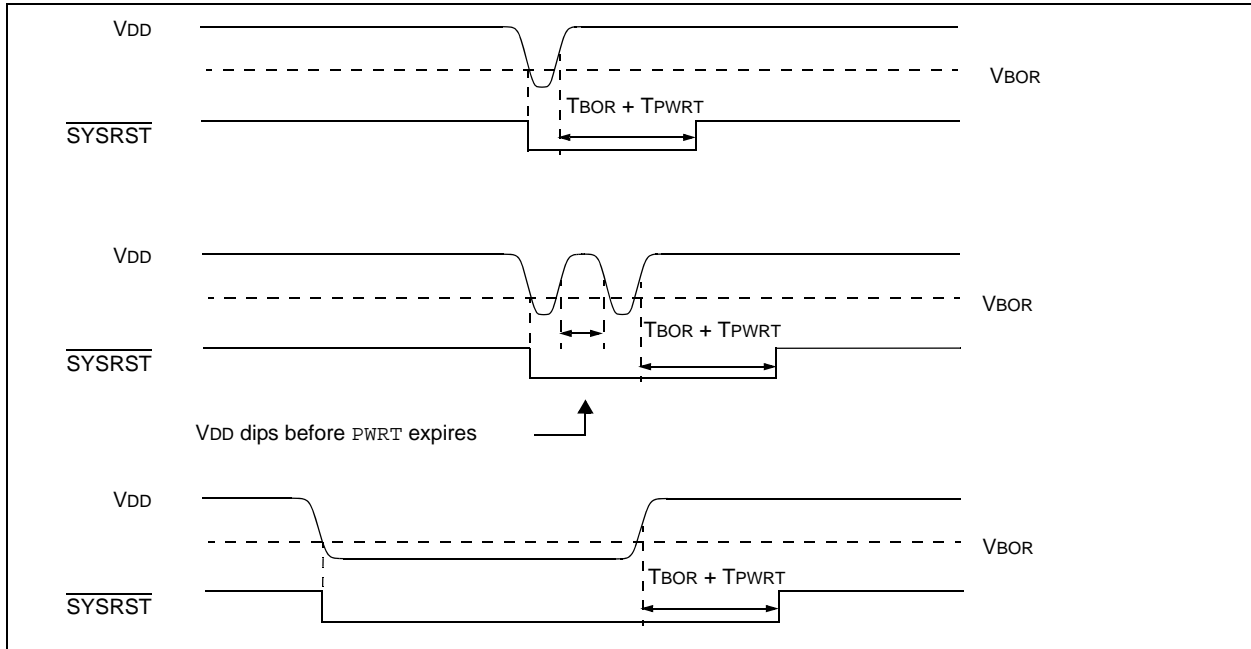 VDD
VBOR
TBOR + TPWRT
SYSRST
VDD
VBOR
TBOR + TPWRT
SYSRST
VDD dips before PWRT expires
VDD
VBOR
TBOR + TPWRT
SYSRST